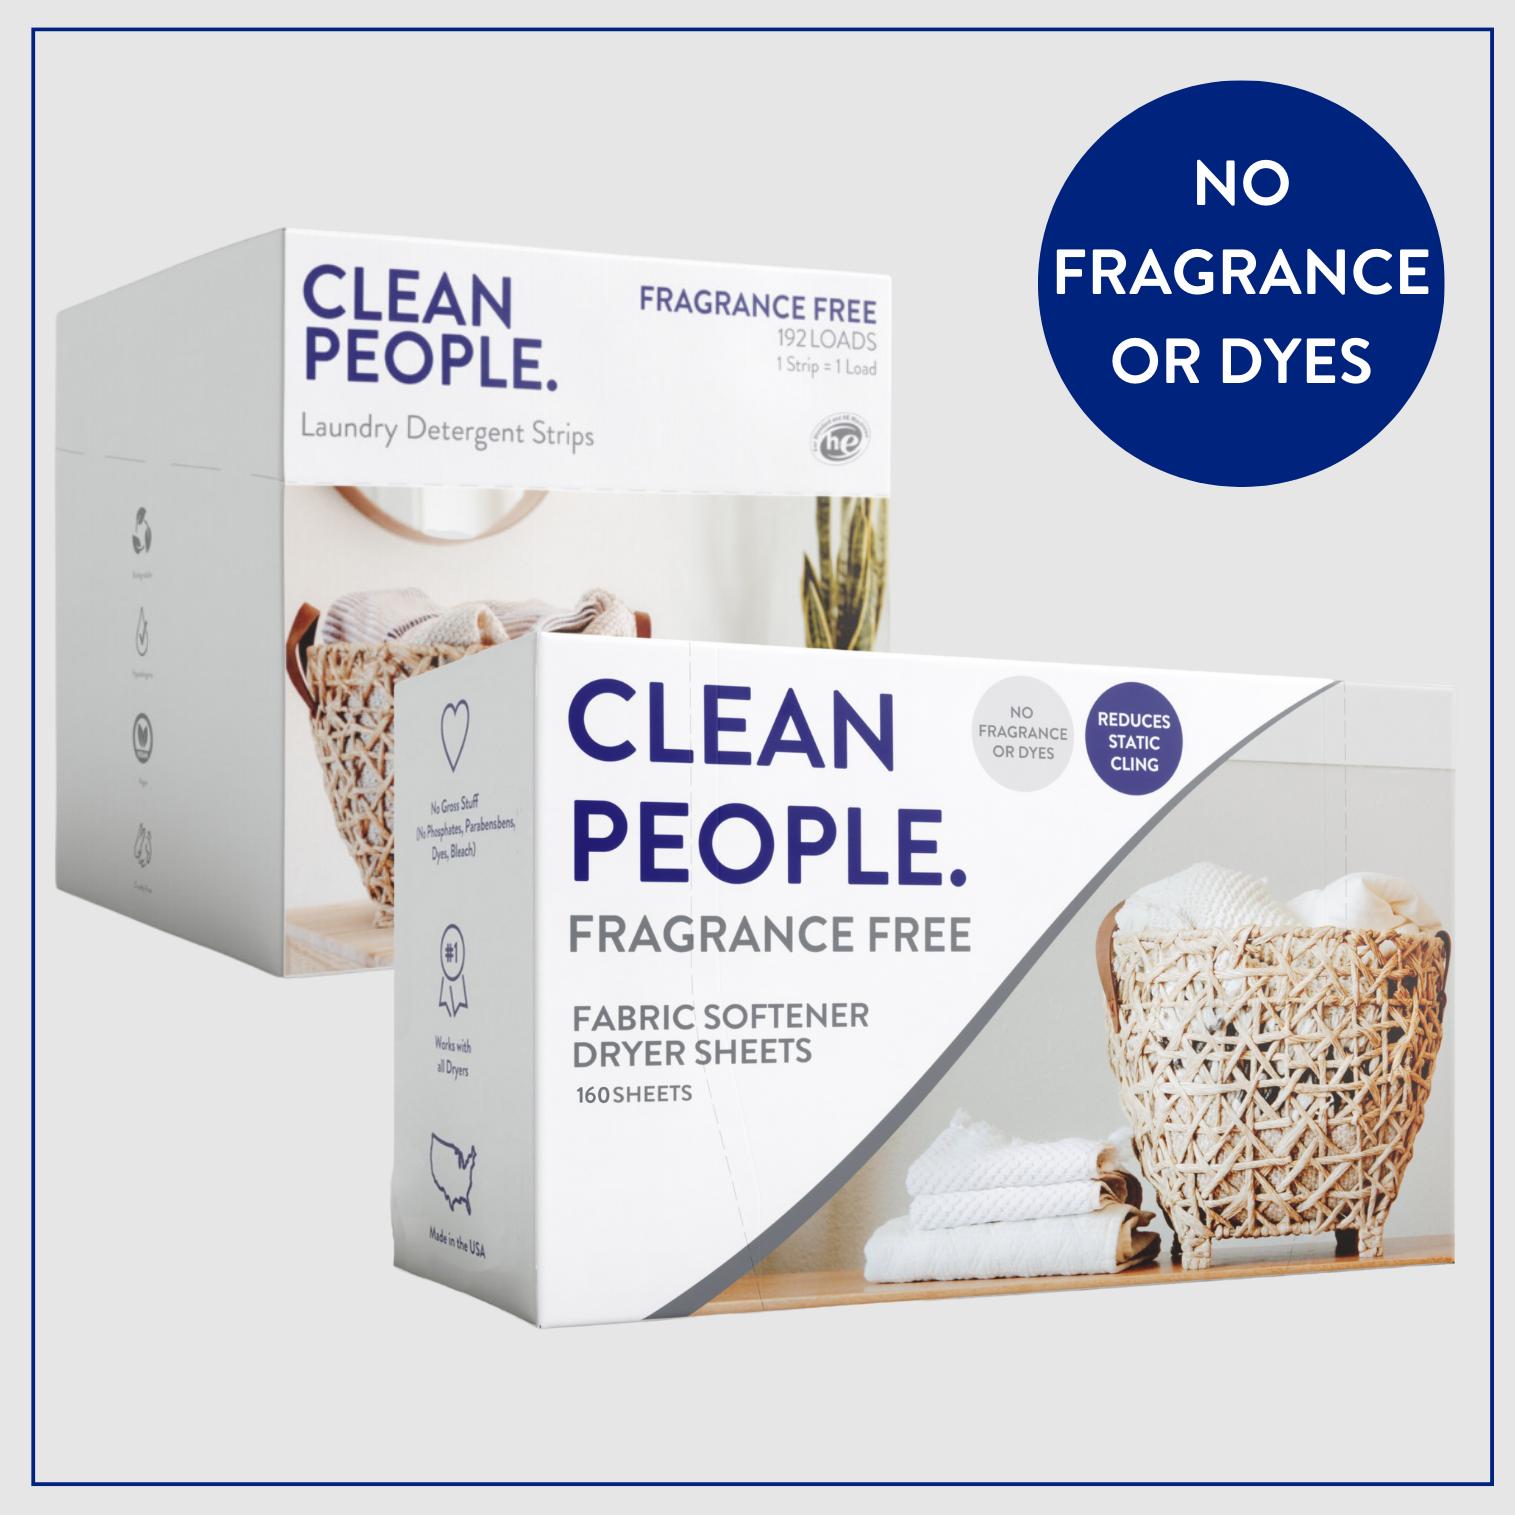 NO
FRAGRANCE
OR DYES
CLEAN
PEOPLE.
Laundry Detergent Strips
FRAGRANCE FREE
192 LOADS
1 Strip = 1 Load
he
Vegan
CLEAN
PEOPLE.
FRAGRANCE FREE
FABRIC SOFTENER
DRYER SHEETS
160 SHEETS
NO
FRAGRANCE
OR DYES
REDUCES
STATIC
CLING
No Gross Stuff
(No Phosphates, Parabensbens,
Dyes, Bleach)
#1
Works with
all Dryers
Made in the USA